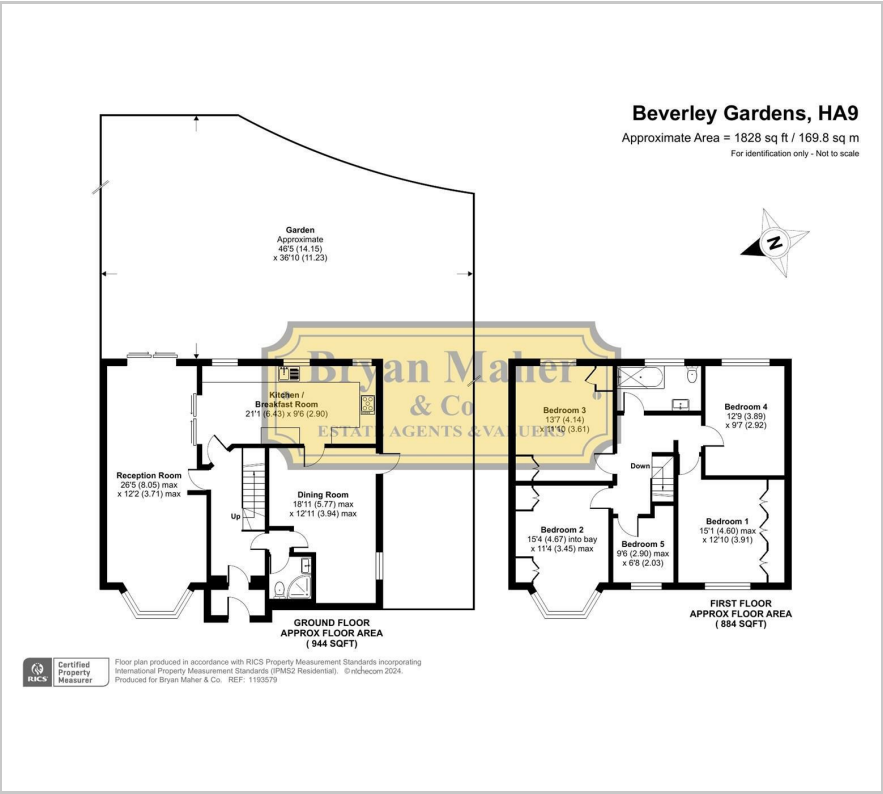 Beverley Gardens, HA9
Approximate Area = 1828 sq ft / 169.8 sq m
For identification only - Not to scale
N
Garden
Approximate
46'5 (14.15)
x 36'10 (11.23)
Bryan Maher
& Co
ESTATE AGENTS & VALUERS
Kitchen /
Breakfast Room
21'1 (6.43) x 9'6 (2.90)
Reception Room
26'5 (8.05) max
x 12'2 (3.71) max
Dining Room
18'11 (5.77) max
x 12'11 (3.94) max
Up
GROUND FLOOR
APPROX FLOOR AREA
( 944 SQFT)
Bedroom 3
13'7 (4.14)
x 11'10 (3.61)
Bedroom 4
12'9 (3.89)
x 9'7 (2.92)
Down
Bedroom 2
15'4 (4.67) into bay
x 11'4 (3.45) max
Bedroom 5
9'6 (2.90) max
x 6'8 (2.03)
Bedroom 1
15'1 (4.60) max
x 12'10 (3.91)
FIRST FLOOR
APPROX FLOOR AREA
( 884 SQFT)
RICS
Certified
Property
Measurer
Floor plan produced in accordance with RICS Property Measurement Standards incorporating
International Property Measurement Standards (IPMS2 Residential). © nichecom 2024.
Produced for Bryan Maher & Co. REF: 1193579